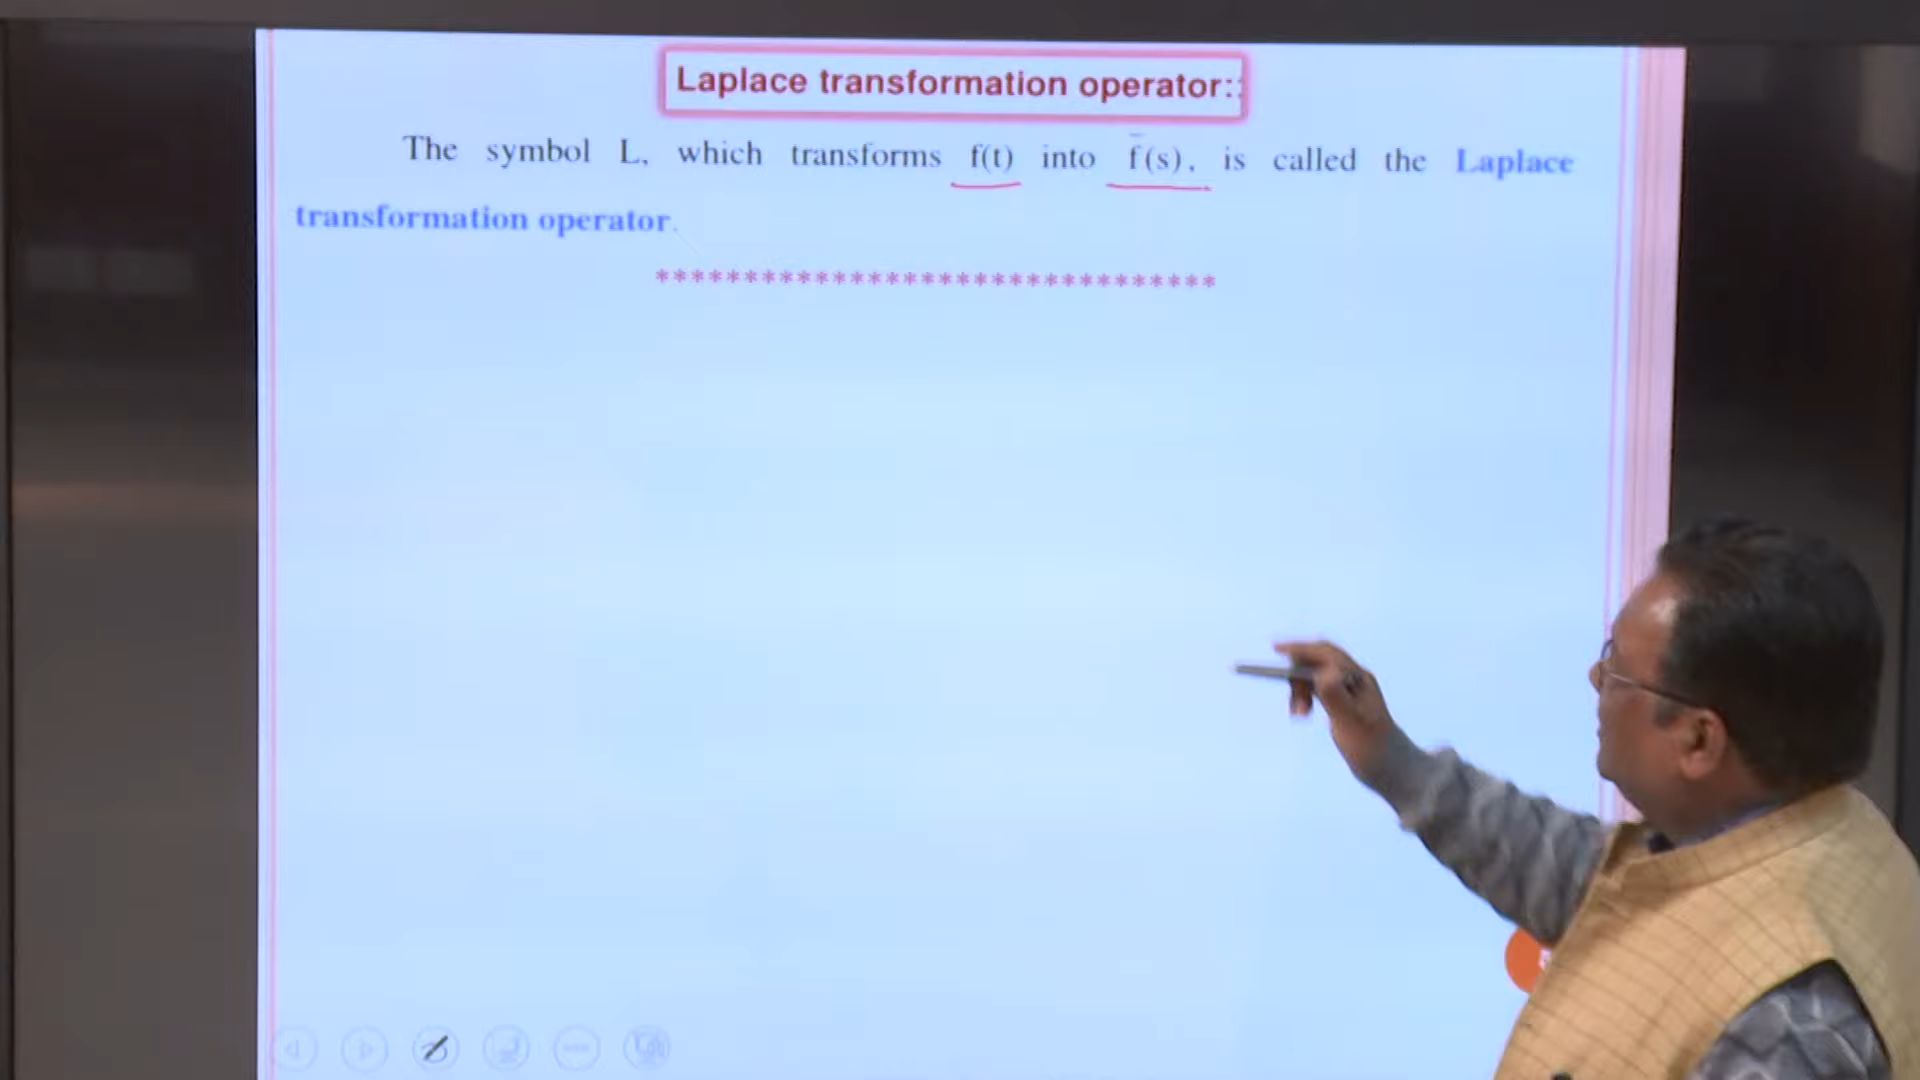 Laplace transformation operator::
The symbol L, which transforms f(t) into f̄(s), is called the Laplace
transformation operator.
********************************